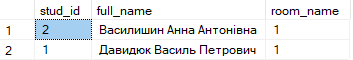 stud_id full_name room_name
1 2 Василишин Анна Антонівна 1
2 1 Давидюк Василь Петрович 1